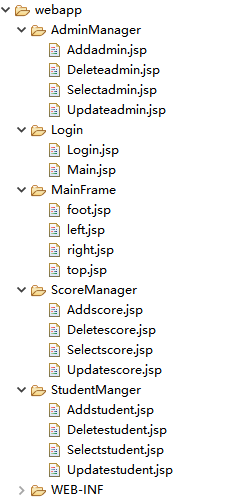 webapp
AdminManager
Addadmin.jsp
Deleteadmin.jsp
Selectadmin.jsp
Updateadmin.jsp
Login
Login.jsp
Main.jsp
MainFrame
foot.jsp
left.jsp
right.jsp
top.jsp
ScoreManager
Addscore.jsp
Deletescore.jsp
Selectscore.jsp
Updatescore.jsp
StudentManger
Addstudent.jsp
Deletestudent.jsp
Selectstudent.jsp
Updatestudent.jsp
WEB-INF